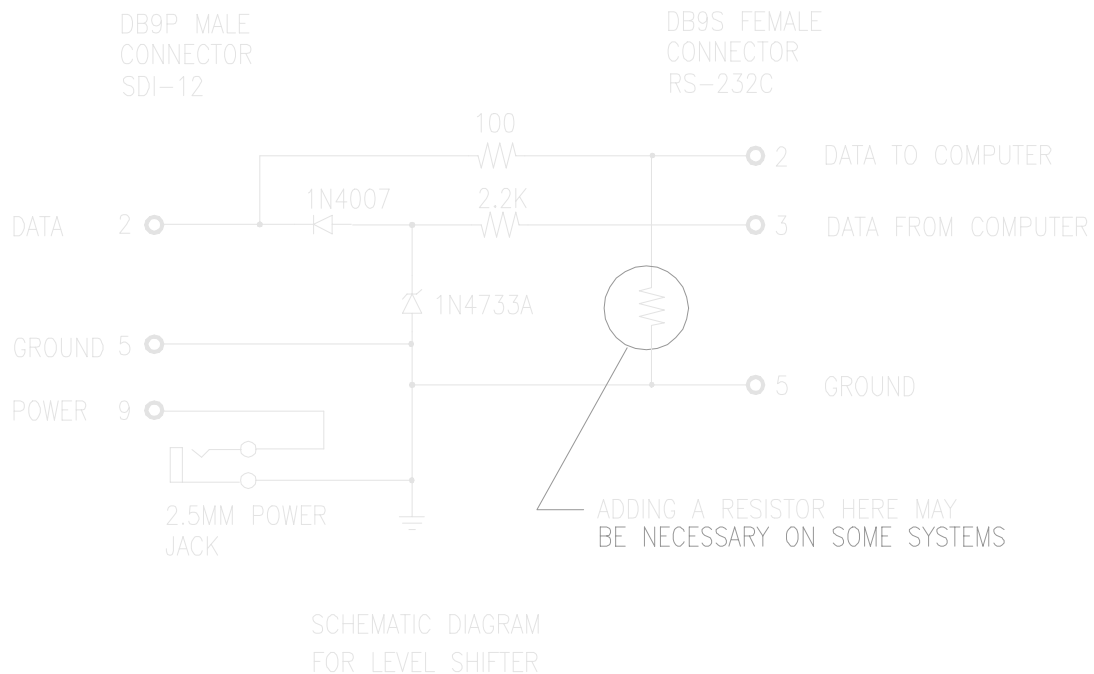 DB9P MALE
CONNECTOR
SDI-12
DB9S FEMALE
CONNECTOR
RS-232C
100
2 DATA TO COMPUTER
1N4007
2.2K
DATA 2
3 DATA FROM COMPUTER
1N4733A
GROUND 5
5 GROUND
POWER 9
2.5MM POWER
JACK
ADDING A RESISTOR HERE MAY
BE NECESSARY ON SOME SYSTEMS
SCHEMATIC DIAGRAM
FOR LEVEL SHIFTER